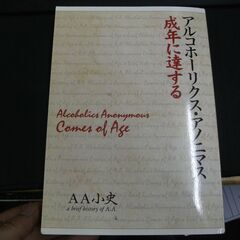 アルコホーリクス・アノニマス
成年に達する
Alcoholics Anonymous
Comes of Age
AA小史
a brief history of A.A.